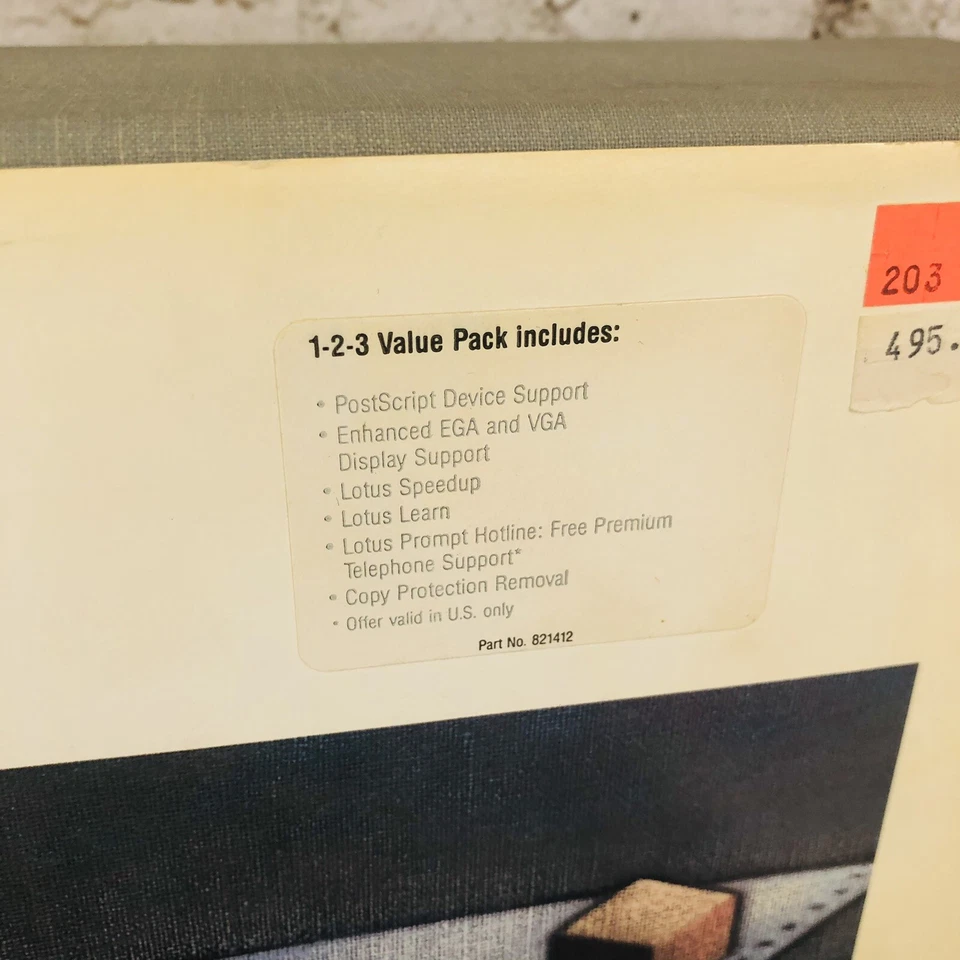 203
495.
1-2-3 Value Pack includes:
• PostScript Device Support
• Enhanced EGA and VGA
Display Support
• Lotus Speedup
• Lotus Learn
• Lotus Prompt Hotline: Free Premium
Telephone Support*
• Copy Protection Removal
• Offer valid in U.S. only
Part No. 821412